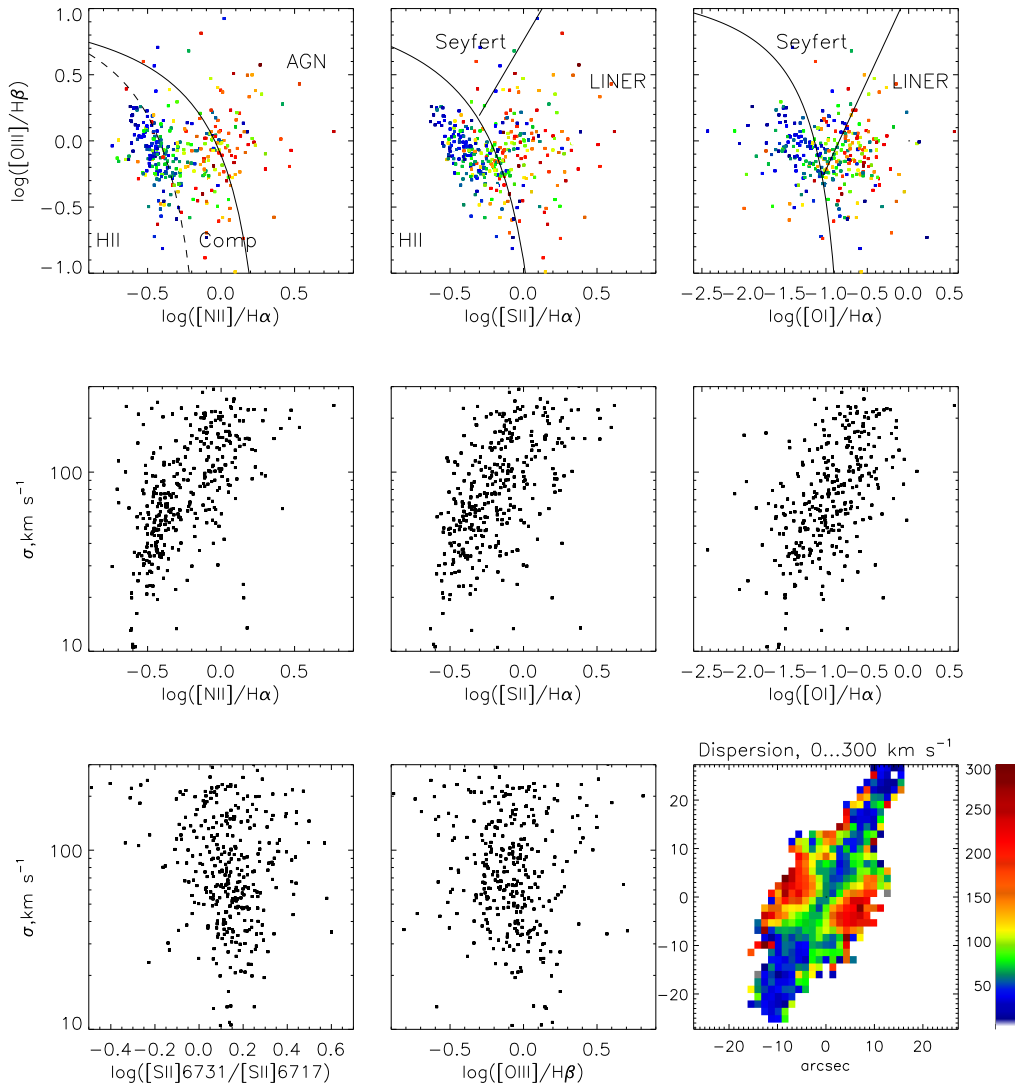 1.0
0.5
0.0
−0.5
−1.0
log([OIII]/Hβ)
AGN
HII
Comp
−0.5 0.0 0.5
log([NII]/Hα)
Seyfert
LINER
HII
−0.5 0.0 0.5
log([SII]/Hα)
Seyfert
LINER
−2.5 −2.0 −1.5 −1.0 −0.5 0.0 0.5
log([OI]/Hα)
100
10
σ,km s⁻¹
−0.5 0.0 0.5
log([NII]/Hα)
−0.5 0.0 0.5
log([SII]/Hα)
−2.5 −2.0 −1.5 −1.0 −0.5 0.0 0.5
log([OI]/Hα)
100
10
σ,km s⁻¹
−0.4 −0.2 0.0 0.2 0.4 0.6
log([SII]6731/[SII]6717)
−0.5 0.0 0.5
log([OIII]/Hβ)
Dispersion, 0...300 km s⁻¹
20
10
0
−10
−20
−20 −10 0 10 20
arcsec
300
250
200
150
100
50